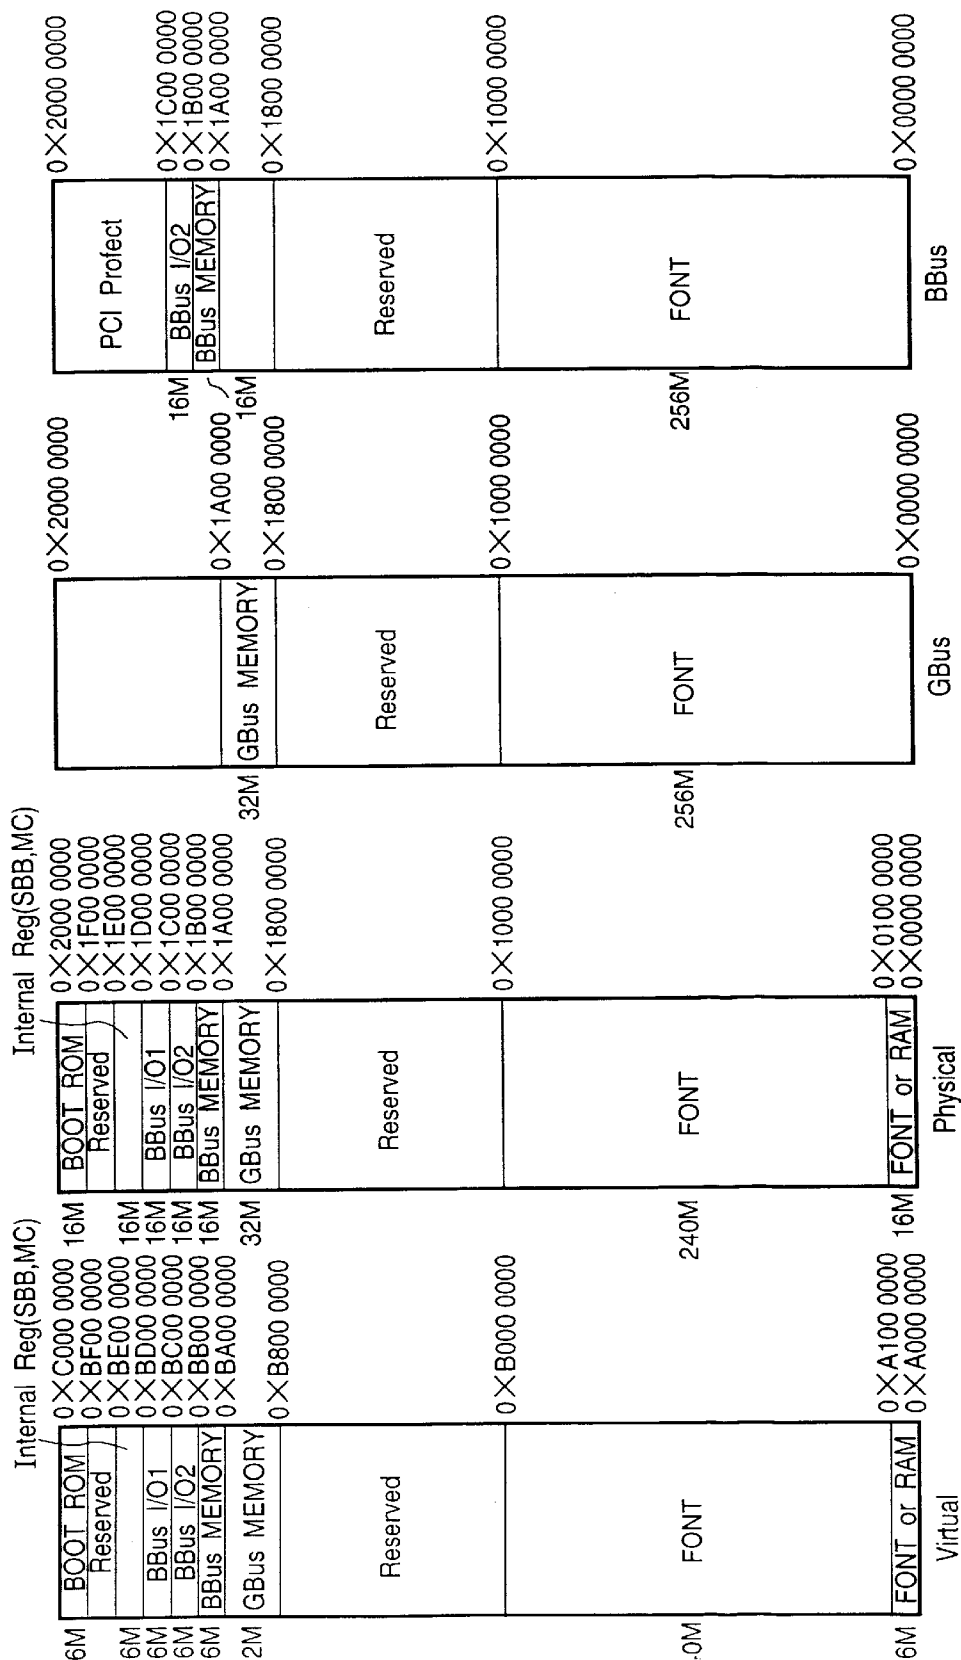 Internal Reg(SBB,MC)
6M
BOOT ROM
0×C000 0000
Reserved
0×BF00 0000
6M
0×BE00 0000
6M
BBus I/O1
0×BD00 0000
6M
BBus I/O2
0×BC00 0000
6M
BBus MEMORY
0×BB00 0000
2M
GBus MEMORY
0×BA00 0000
Reserved
0×B800 0000
.0M
FONT
0×B000 0000
6M
FONT or RAM
0×A100 0000
0×A000 0000
Virtual
Internal Reg(SBB,MC)
16M
BOOT ROM
0×2000 0000
Reserved
0×1F00 0000
16M
0×1E00 0000
16M
BBus I/O1
0×1D00 0000
16M
BBus I/O2
0×1C00 0000
16M
BBus MEMORY
0×1B00 0000
32M
GBus MEMORY
0×1A00 0000
Reserved
0×1800 0000
240M
FONT
0×1000 0000
16M
FONT or RAM
0×0100 0000
0×0000 0000
Physical
0×2000 0000
32M
GBus MEMORY
0×1A00 0000
Reserved
0×1800 0000
256M
FONT
0×1000 0000
0×0000 0000
GBus
PCI Profect
0×2000 0000
16M
BBus I/O2
0×1C00 0000
BBus MEMORY
0×1B00 0000
16M
0×1A00 0000
Reserved
0×1800 0000
256M
FONT
0×1000 0000
0×0000 0000
BBus